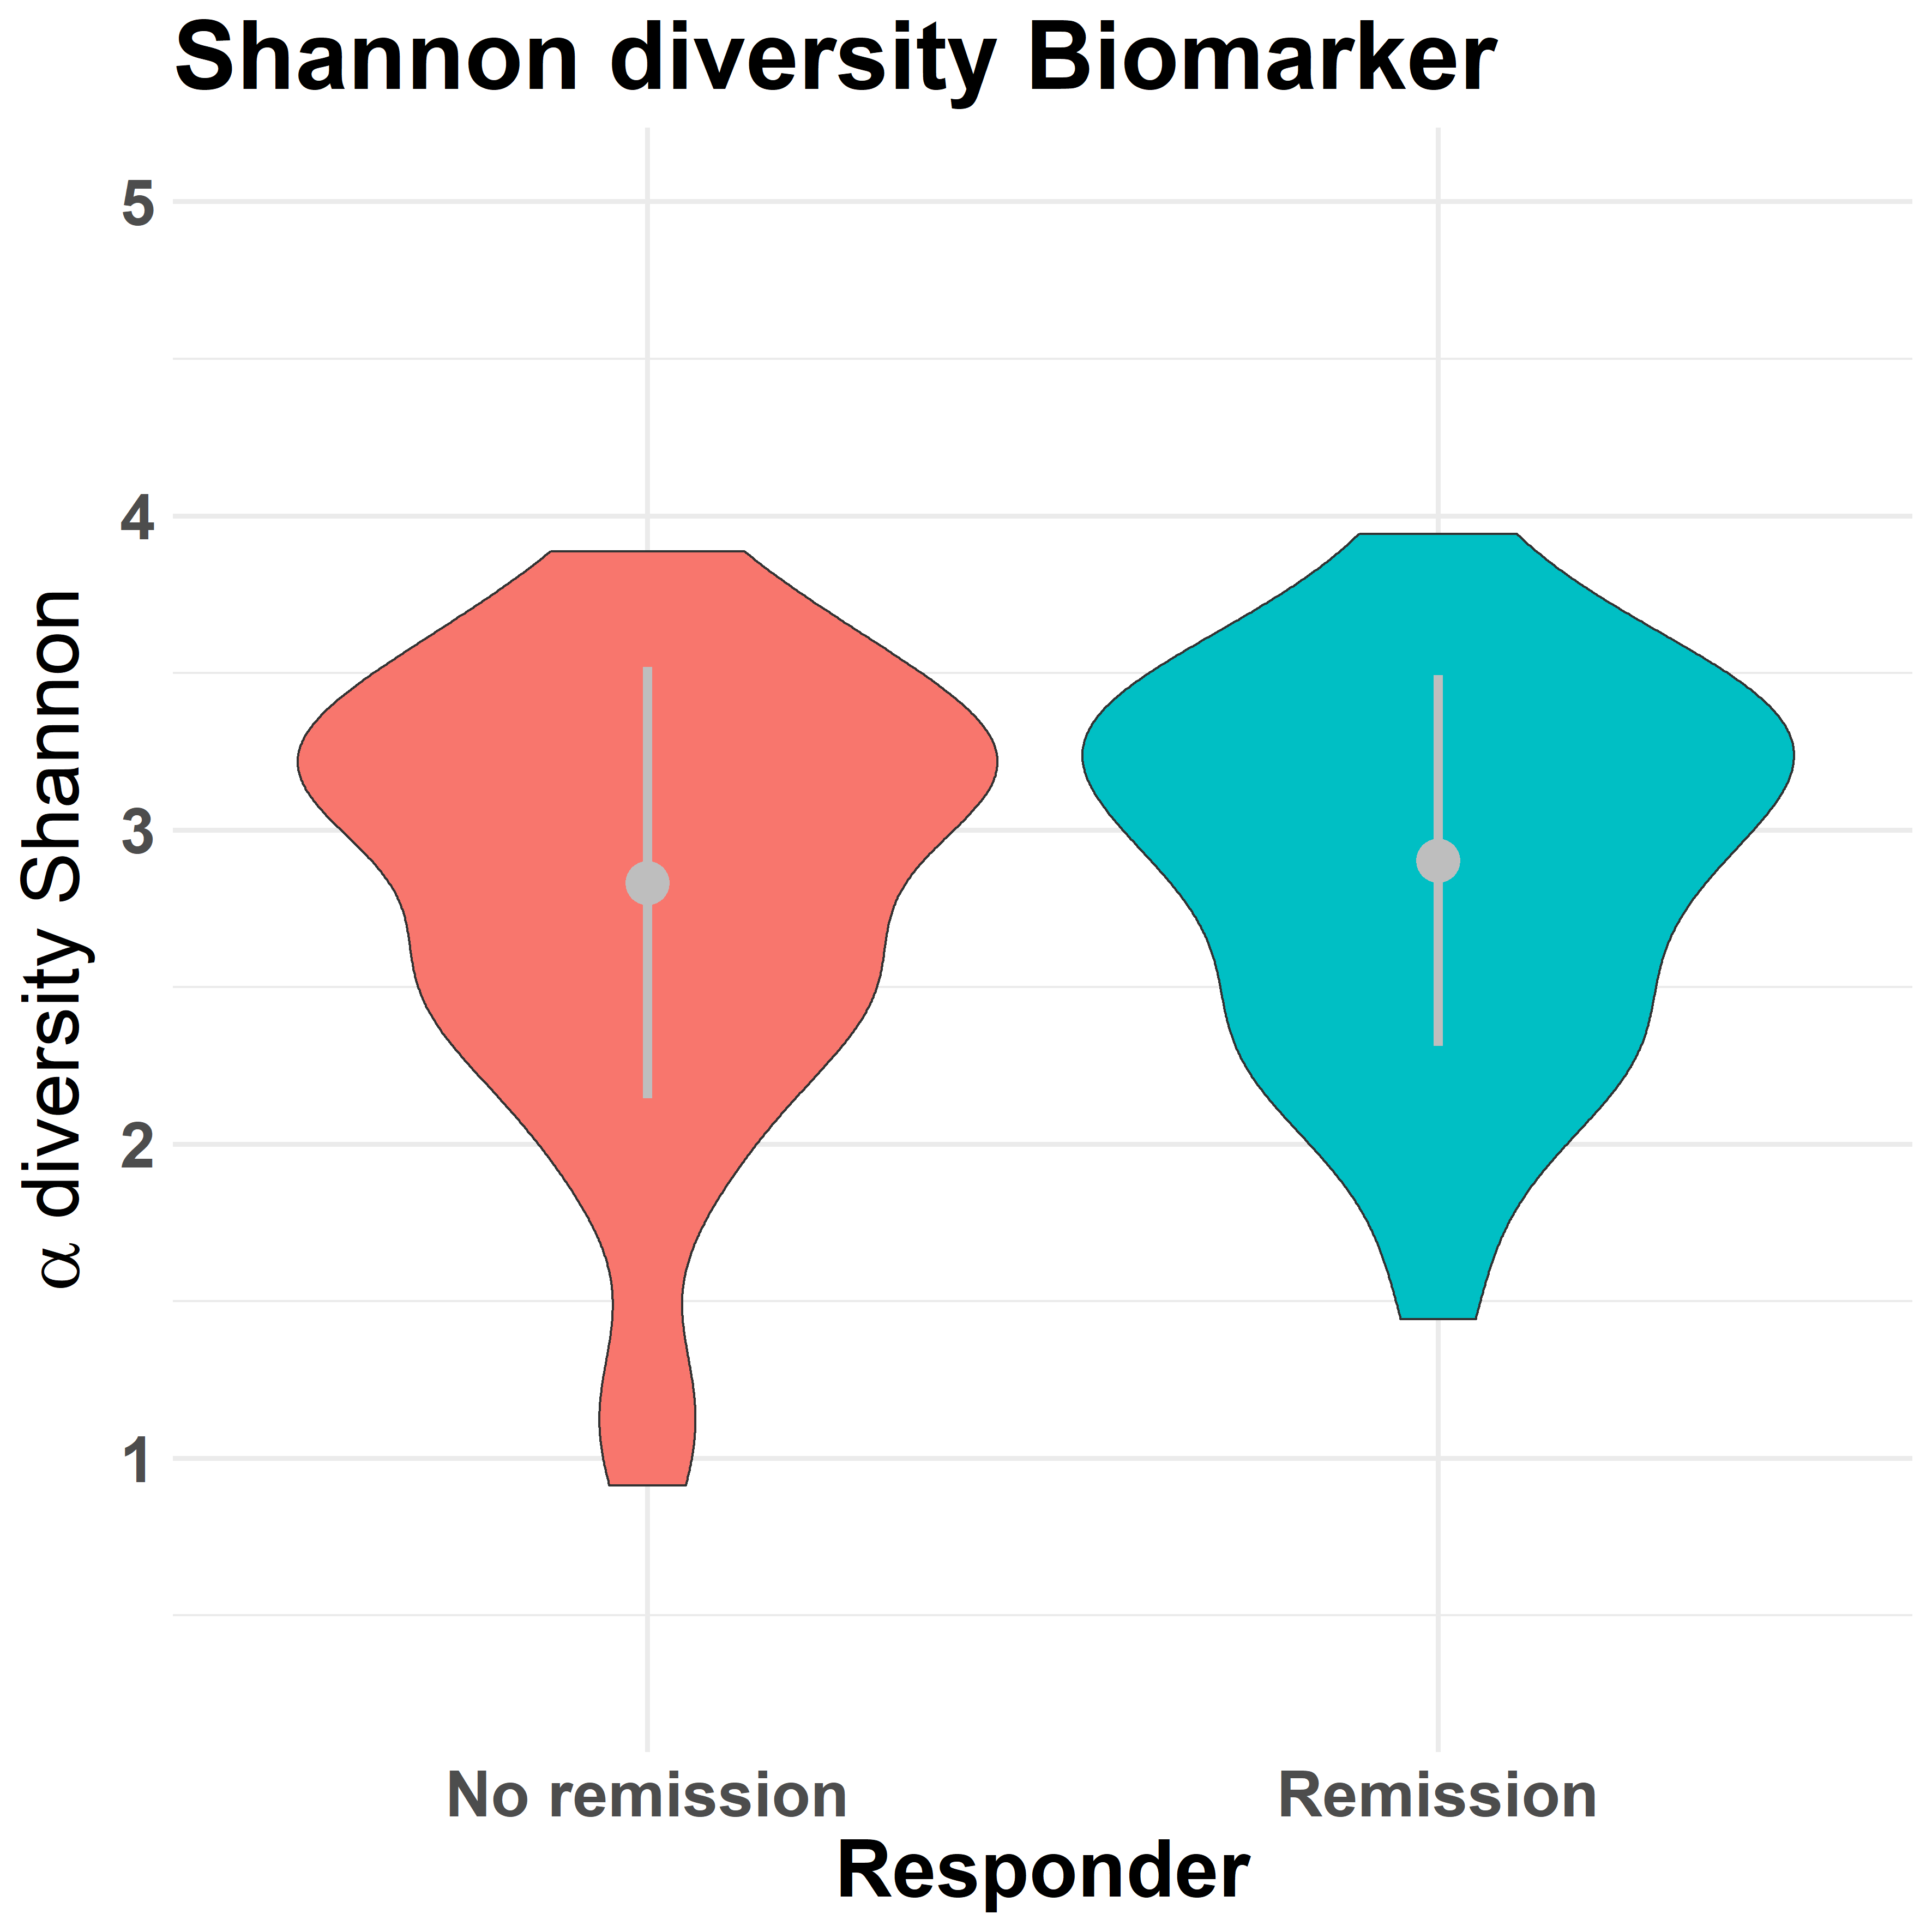 Shannon diversity Biomarker
α diversity Shannon
5
4
3
2
1
No remission
Remission
Responder